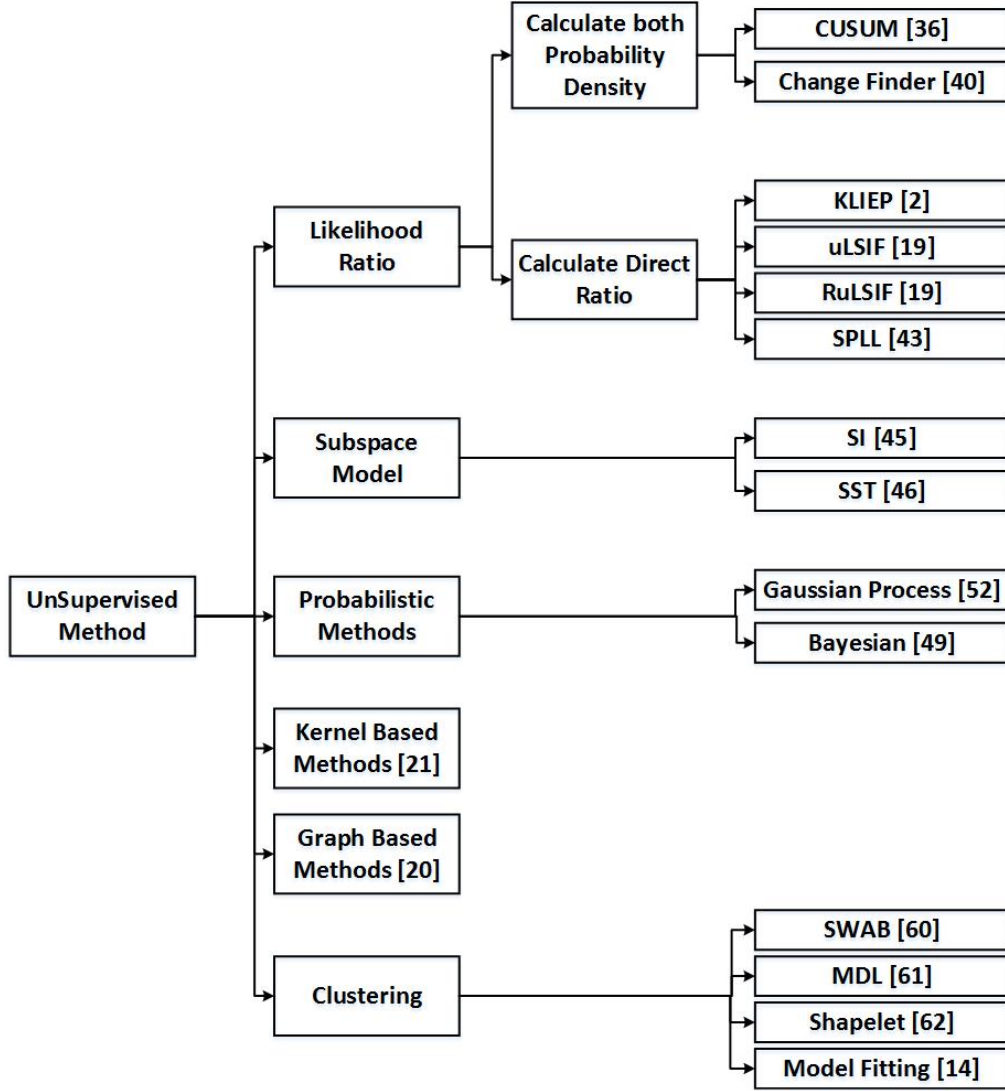 Calculate both
Probability
Density
CUSUM [36]
Change Finder [40]
Likelihood
Ratio
Calculate Direct
Ratio
KLIEP [2]
uLSIF [19]
RuLSIF [19]
SPLL [43]
Subspace
Model
SI [45]
SST [46]
UnSupervised
Method
Probabilistic
Methods
Gaussian Process [52]
Bayesian [49]
Kernel Based
Methods [21]
Graph Based
Methods [20]
Clustering
SWAB [60]
MDL [61]
Shapelet [62]
Model Fitting [14]